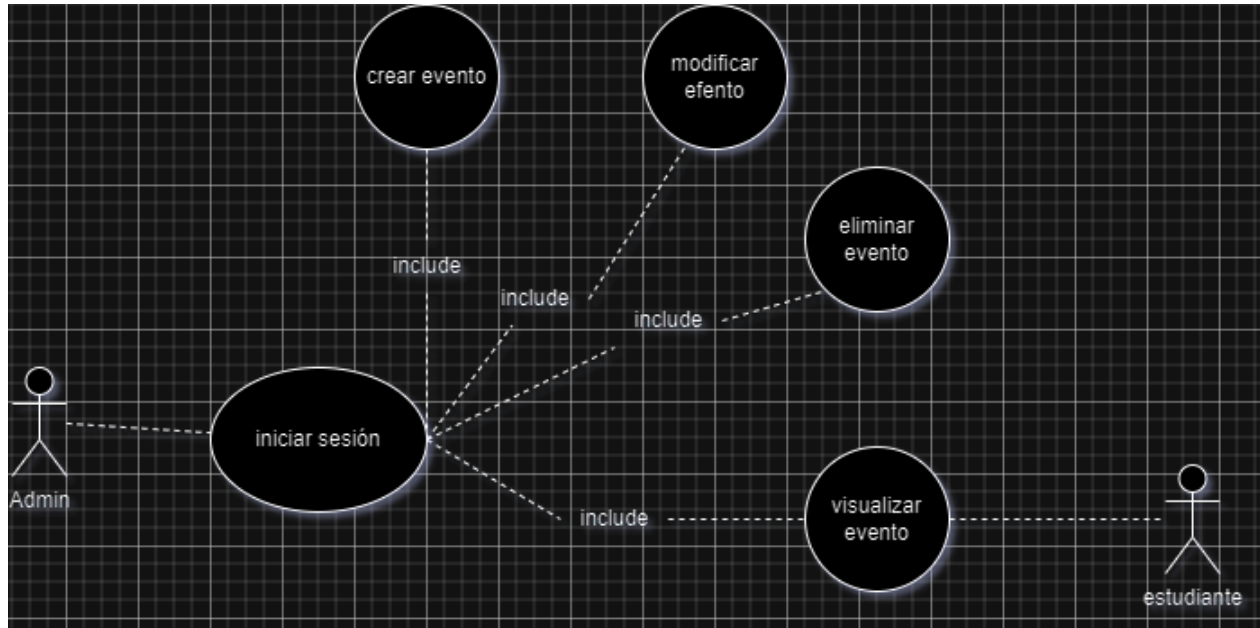 crear evento
modificar
efento
eliminar
evento
include
include
include
iniciar sesión
Admin
visualizar
evento
include
estudiante